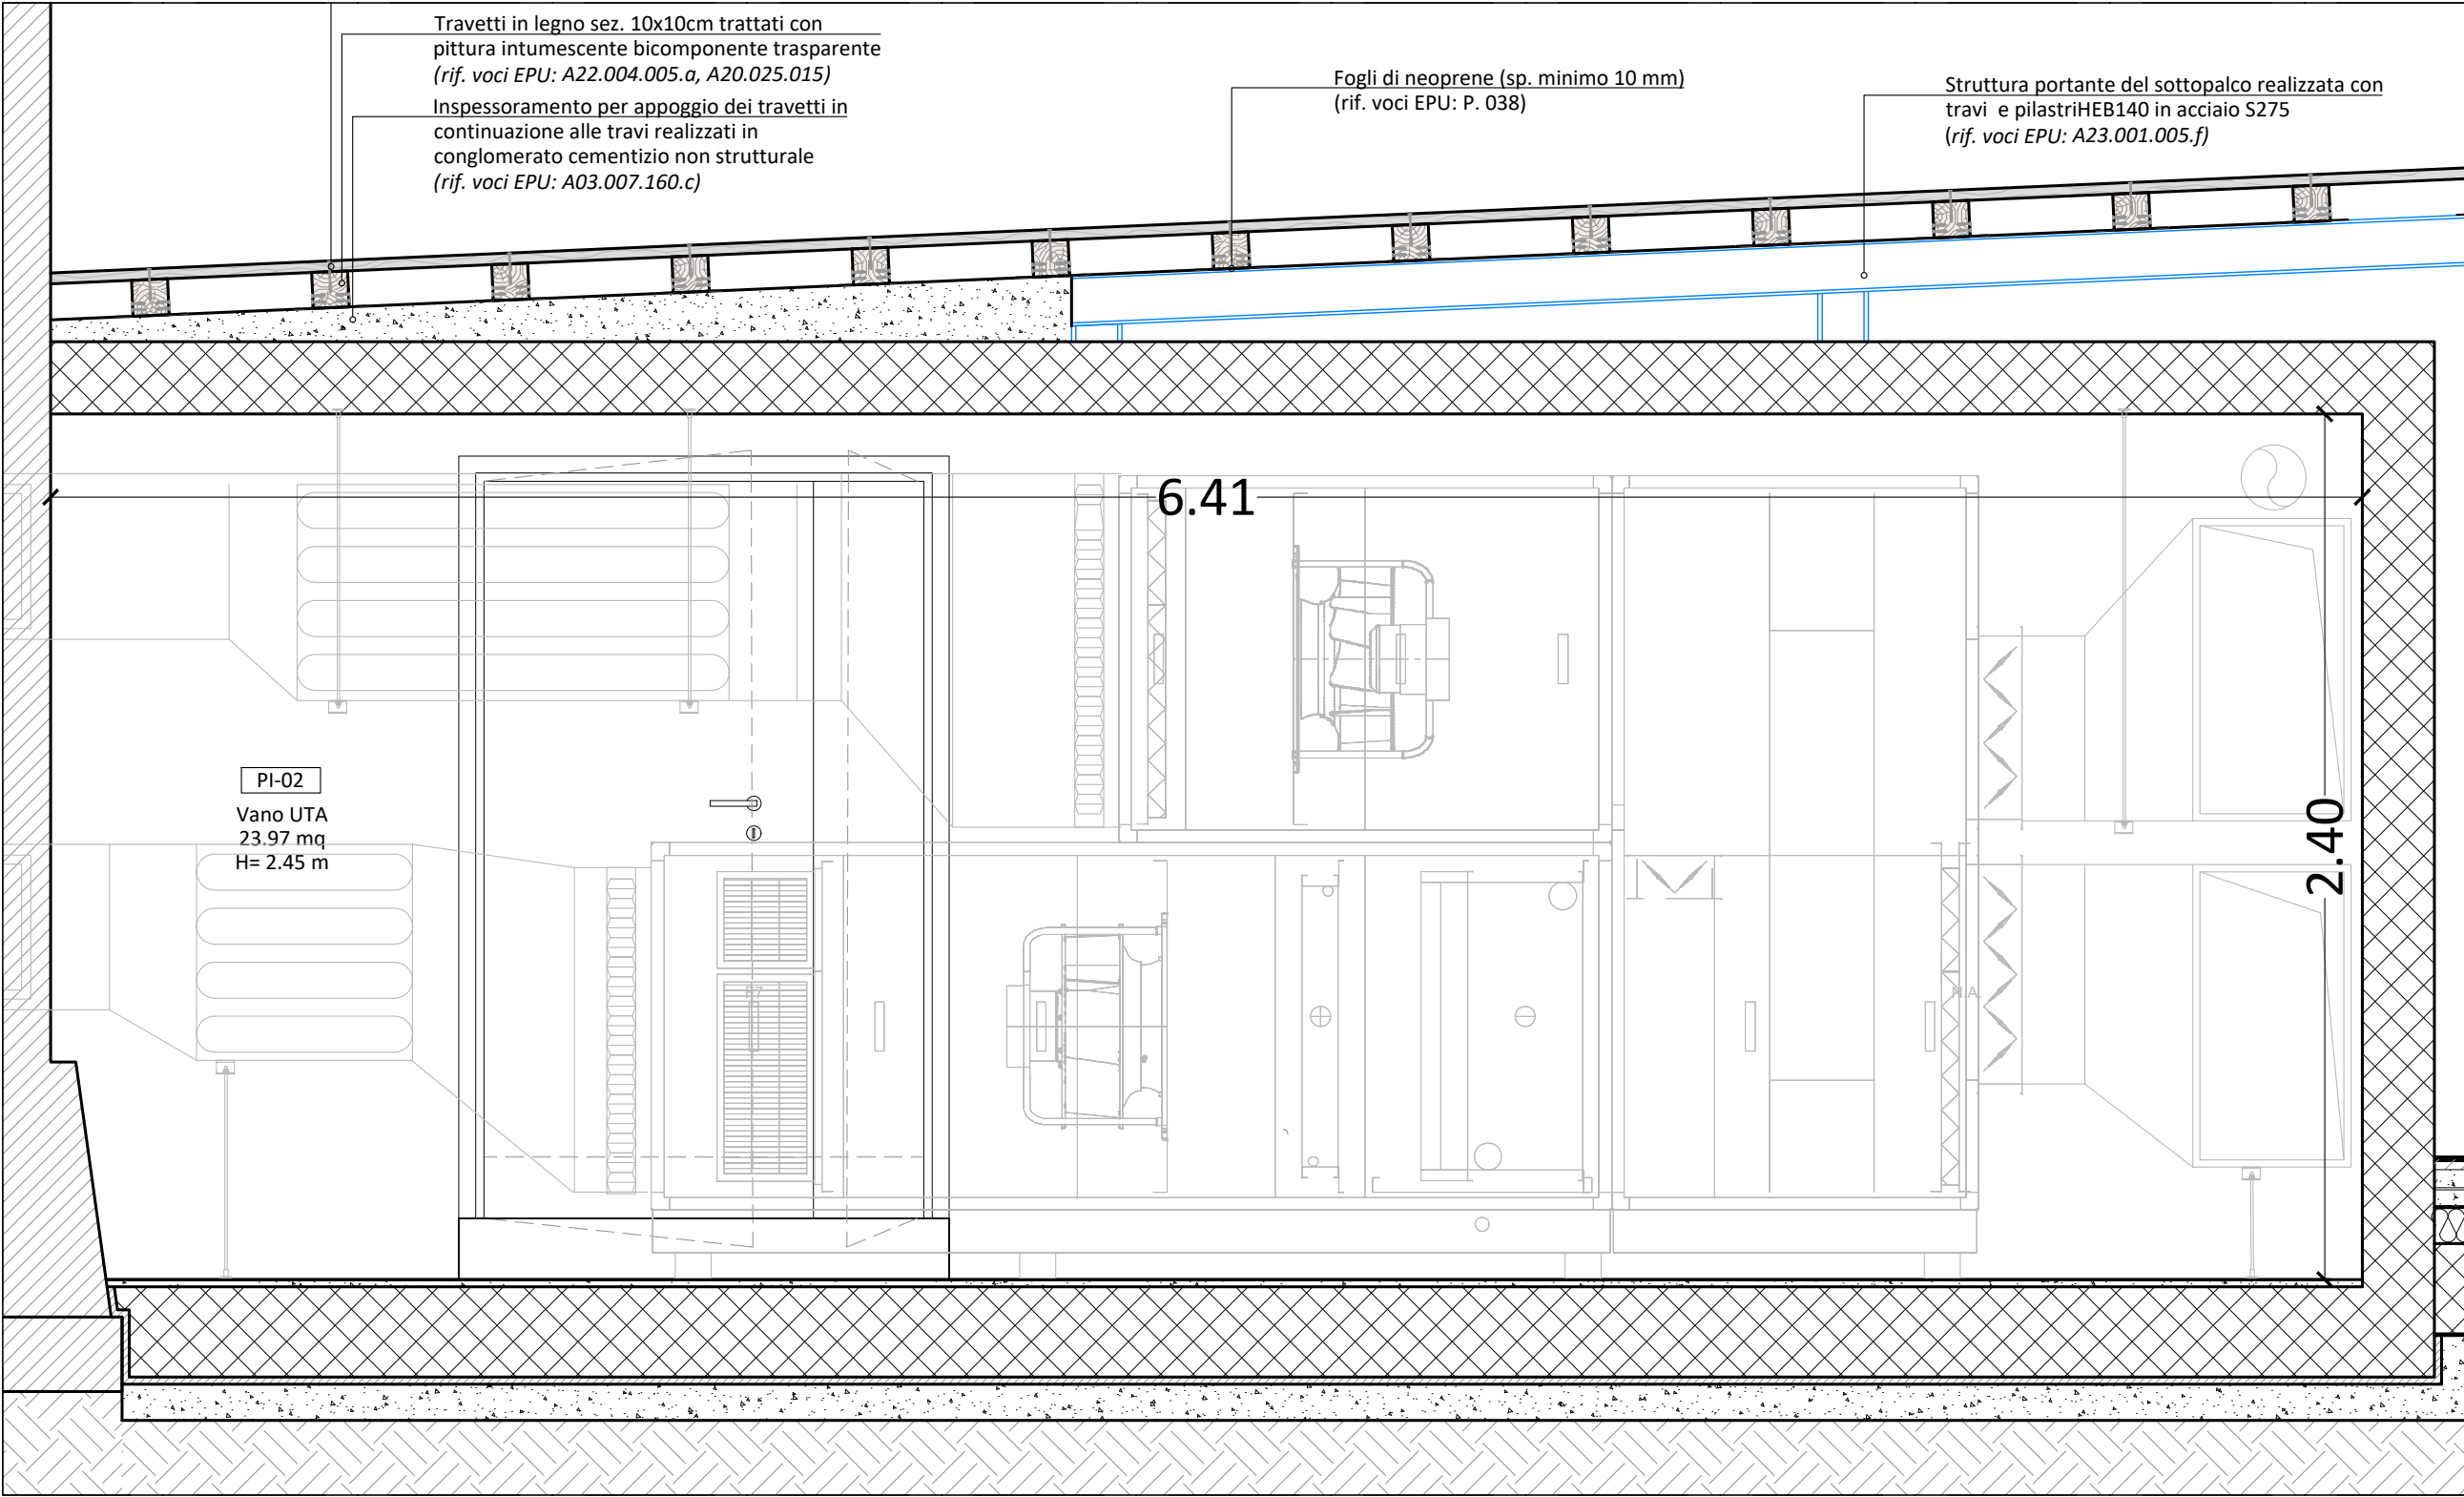 Travetti in legno sez. 10x10cm trattati con
pittura intumescente bicomponente trasparente
(rif. voci EPU: A22.004.005.a, A20.025.015)
Inspessoramento per appoggio dei travetti in
continuazione alle travi realizzati in
conglomerato cementizio non strutturale
(rif. voci EPU: A03.007.160.c)
Fogli di neoprene (sp. minimo 10 mm)
(rif. voci EPU: P. 038)
Struttura portante del sottopalco realizzata con
travi e pilastriHEB140 in acciaio S275
(rif. voci EPU: A23.001.005.f)
6.41
PI-02
Vano UTA
23.97 mq
H= 2.45 m
2.40
F7
N.A.